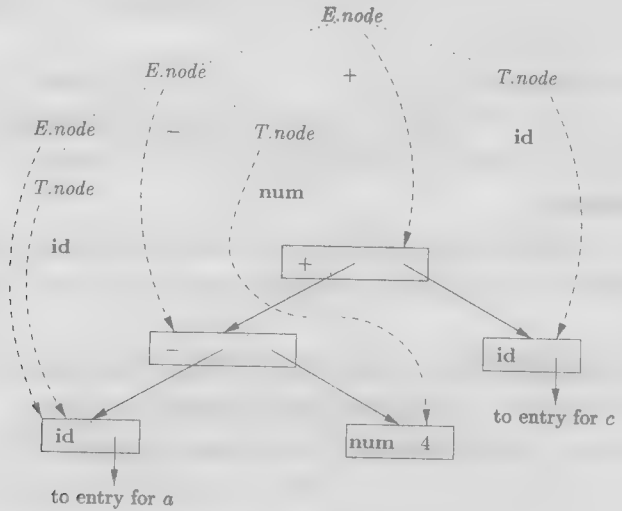 E.node
E.node + T.node
E.node − T.node id
T.node num
id
+
− id
to entry for c
id num 4
to entry for a